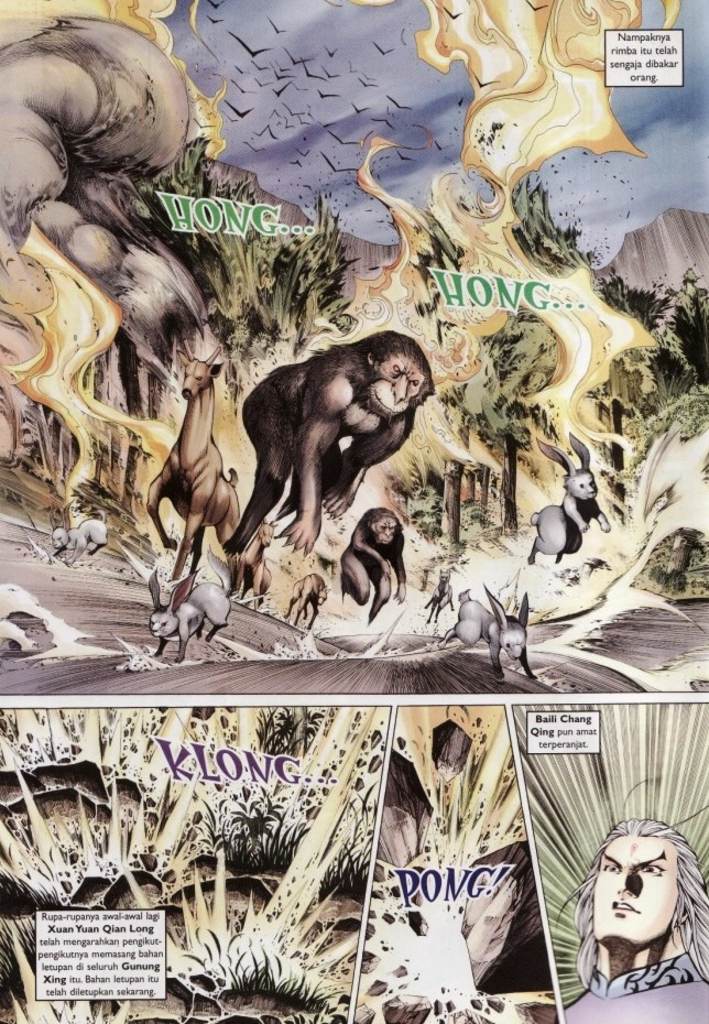 Nampaknya
rimba itu telah
sengaja dibakar
orang.
HONG...
HONG...
KLONG...
Rupa-rupanya awal-awal lagi
Xuan Yuan Qian Long
telah mengarahkan pengikut-
pengikutnya memasang bahan
letupan di seluruh Gunung
Xing itu. Bahan letupan itu
telah diletupkan sekarang.
PONG!
Baili Chang
Qing pun amat
terperanjat.